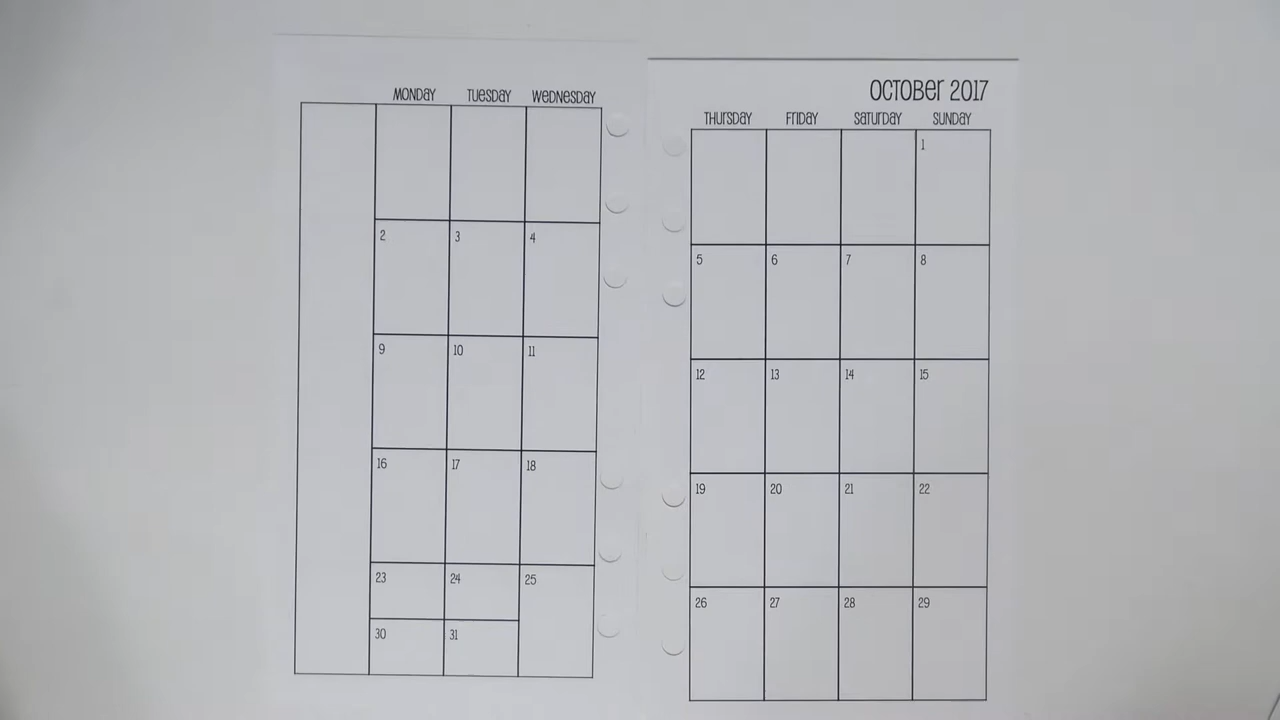 MONDAY TUESDAY WEDNESDAY
2 3 4
9 10 11
16 17 18
23 24 25
30 31
OCTOBER 2017
THURSDAY FRIDAY SATURDAY SUNDAY
1
5 6 7 8
12 13 14 15
19 20 21 22
26 27 28 29